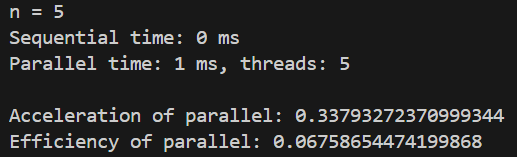 n = 5
Sequential time: 0 ms
Parallel time: 1 ms, threads: 5
Acceleration of parallel: 0.33793272370999344
Efficiency of parallel: 0.06758654474199868